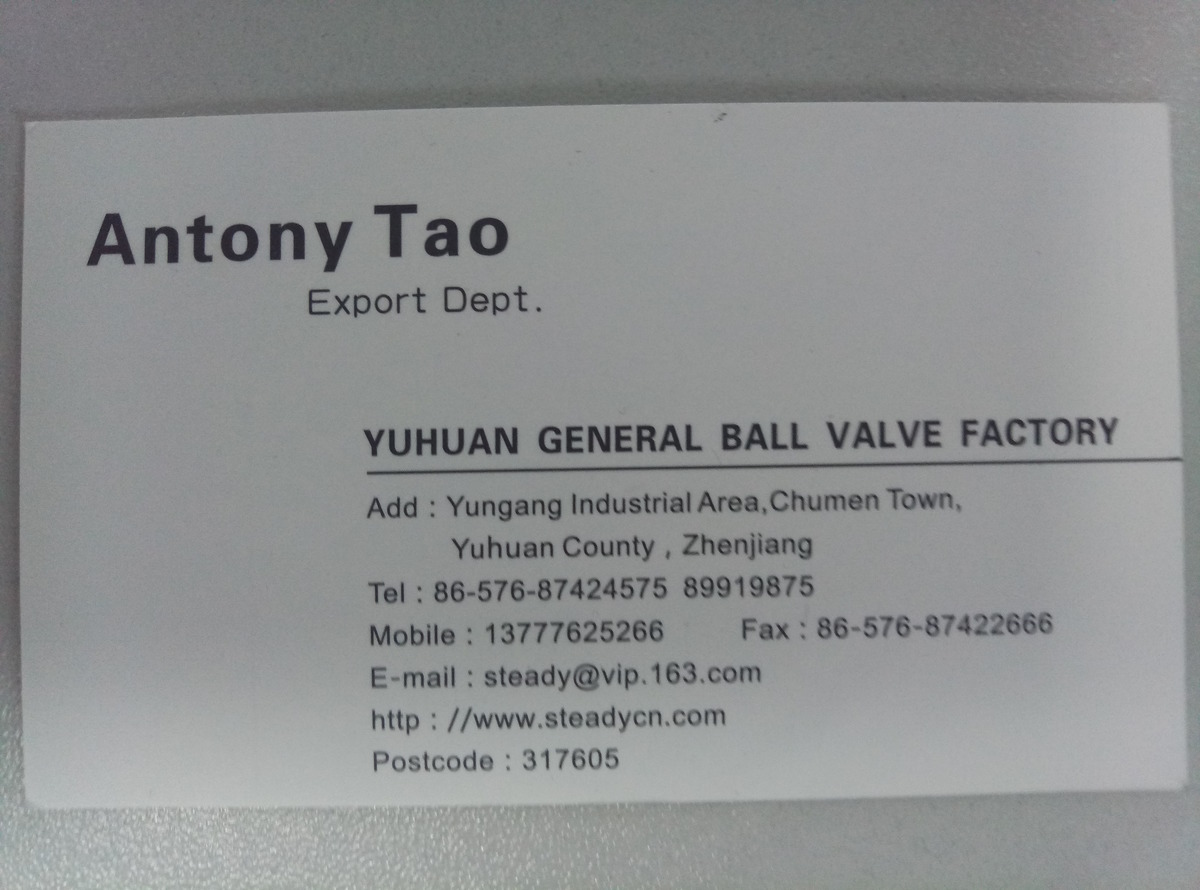 Antony Tao
Export Dept.
YUHUAN GENERAL BALL VALVE FACTORY
Add : Yungang Industrial Area,Chumen Town,
Yuhuan County , Zhenjiang
Tel : 86-576-87424575 89919875
Mobile : 13777625266 Fax : 86-576-87422666
E-mail : steady@vip.163.com
http : //www.steadycn.com
Postcode : 317605